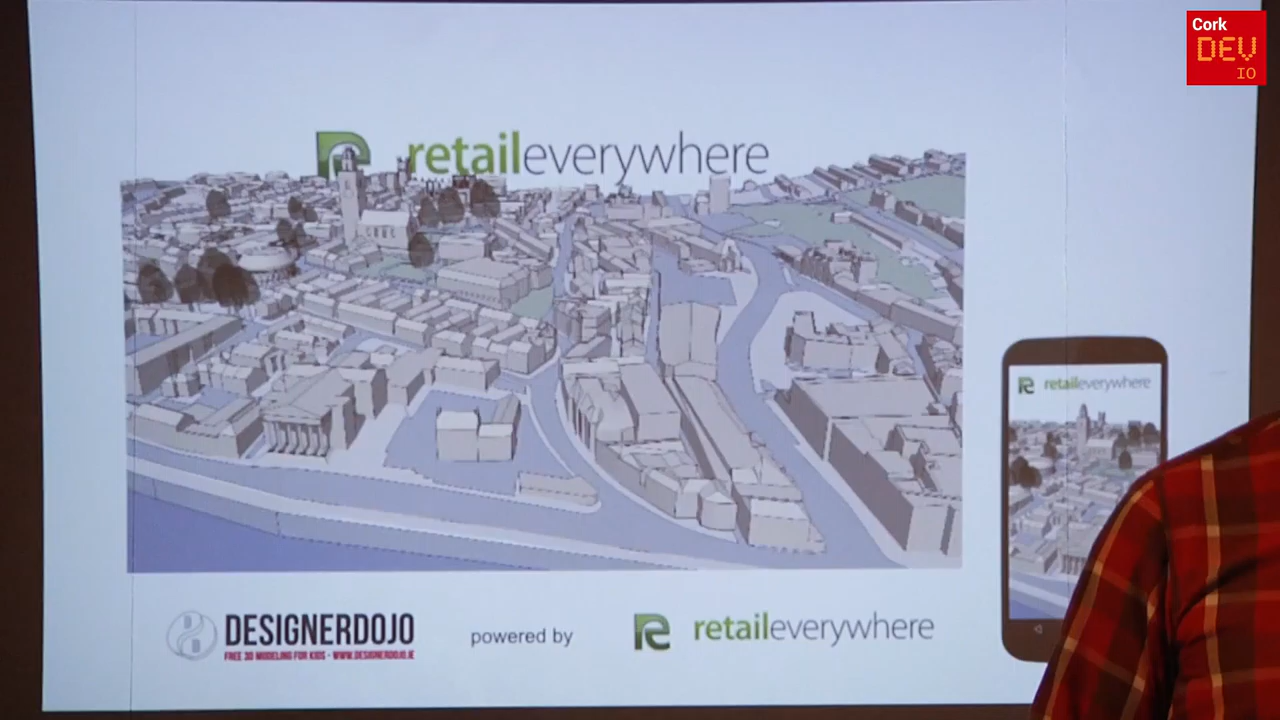 Cork
DEV
IO
retaileverywhere
retaileverywhere
DESIGNERDOJO
FREE 3D MODELING FOR KIDS - WWW.DESIGNERDOJO.IE
powered by
retaileverywhere